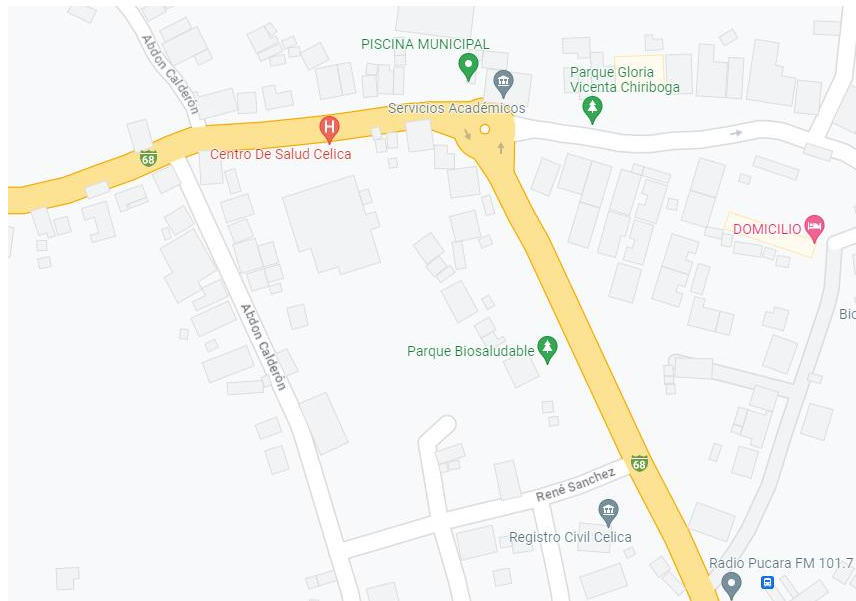 Abdon Calderón
PISCINA MUNICIPAL
Servicios Académicos
Parque Gloria
Vicenta Chiriboga
H
68
Centro De Salud Celica
DOMICILIO
Abdon Calderón
Bio
Parque Biosaludable
68
René Sanchez
Registro Civil Celica
Radio Pucara FM 101.7